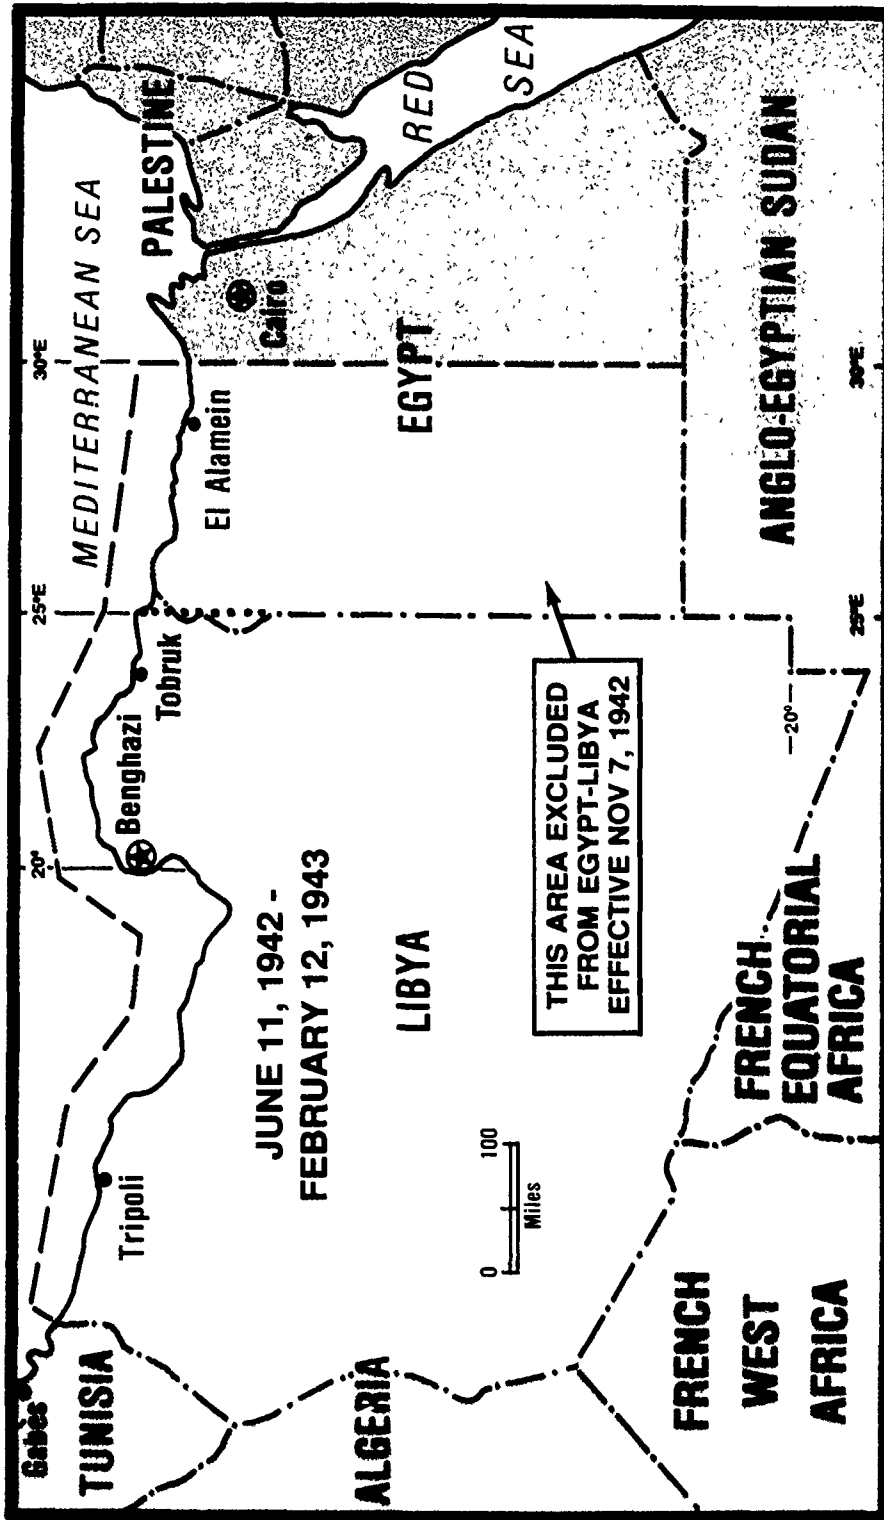 MEDITERRANEAN SEA
30°E
25°E
20°
Gabes
TUNISIA
Tripoli
Benghazi
Tobruk
El Alamein
PALESTINE
Cairo
RED
SEA
JUNE 11, 1942 -
FEBRUARY 12, 1943
ALGERIA
LIBYA
EGYPT
0
100
Miles
THIS AREA EXCLUDED
FROM EGYPT-LIBYA
EFFECTIVE NOV 7, 1942
FRENCH
WEST
AFRICA
FRENCH
EQUATORIAL
AFRICA
20°
ANGLO-EGYPTIAN SUDAN
25°E
30°E